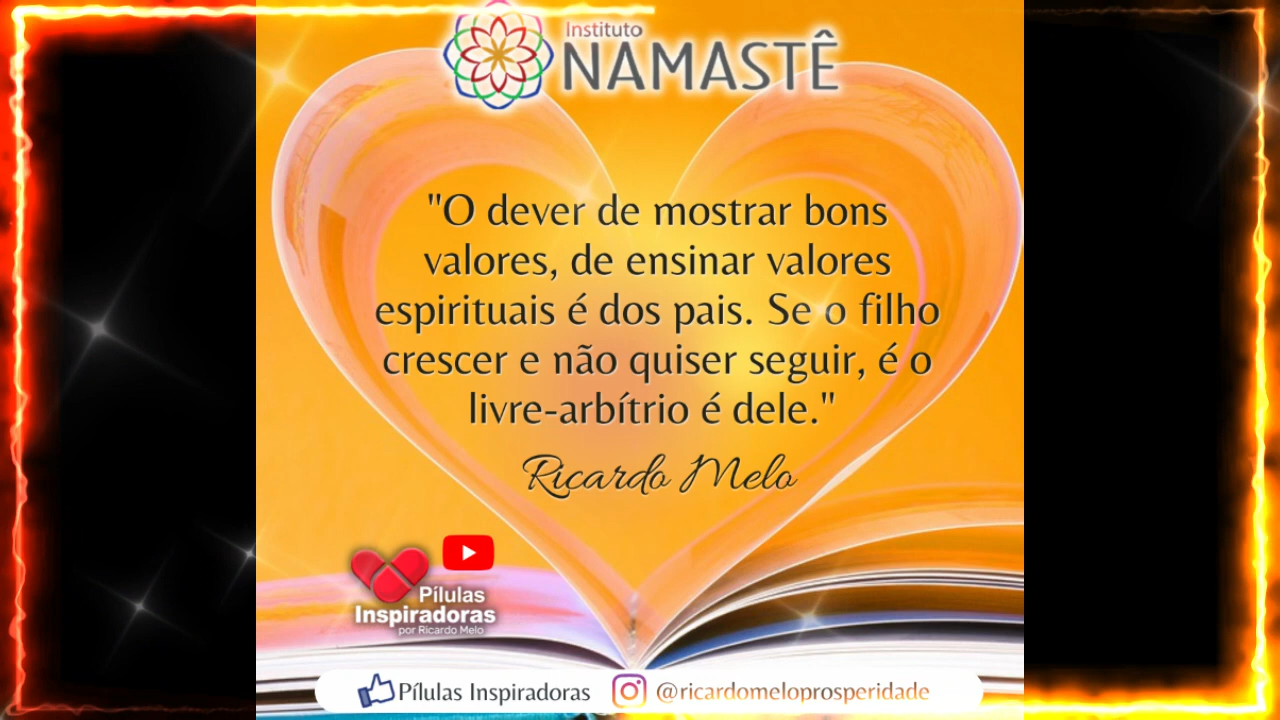 Instituto
NAMASTÊ
"O dever de mostrar bons
valores, de ensinar valores
espirituais é dos pais. Se o filho
crescer e não quiser seguir, é o
livre-arbítrio é dele."
Ricardo Melo
Pílulas
Inspiradoras
por Ricardo Melo
Pílulas Inspiradoras @ricardomeloprosperidade